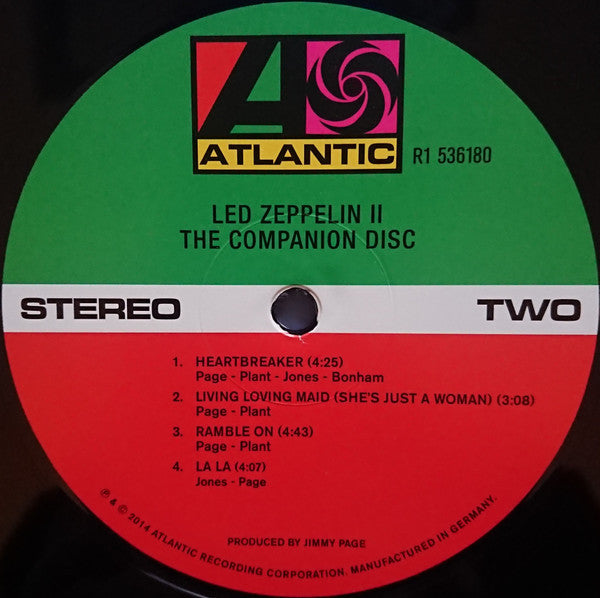 ATLANTIC
R1 536180
LED ZEPPELIN II
THE COMPANION DISC
STEREO
TWO
1. HEARTBREAKER (4:25)
Page - Plant - Jones - Bonham
2. LIVING LOVING MAID (SHE'S JUST A WOMAN) (3:08)
Page - Plant
3. RAMBLE ON (4:43)
Page - Plant
4. LA LA (4:07)
Jones - Page
PRODUCED BY JIMMY PAGE
℗ & © 2014 ATLANTIC RECORDING CORPORATION. MANUFACTURED IN GERMANY.